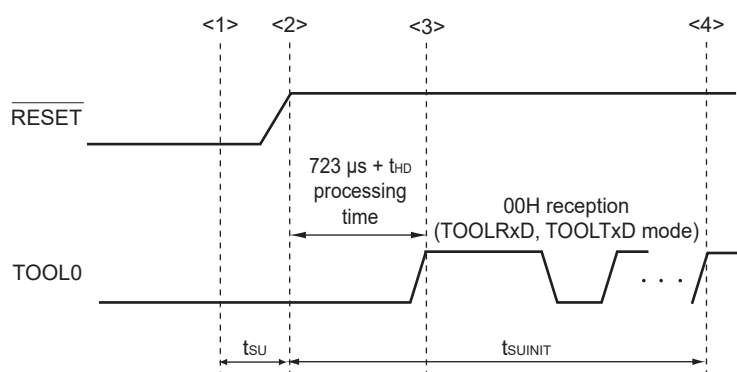 <1> <2> <3> <4>
RESET
723 µs + tHD
processing
time
00H reception
(TOOLRxD, TOOLTxD mode)
TOOL0
· · ·
tSU
tSUINIT